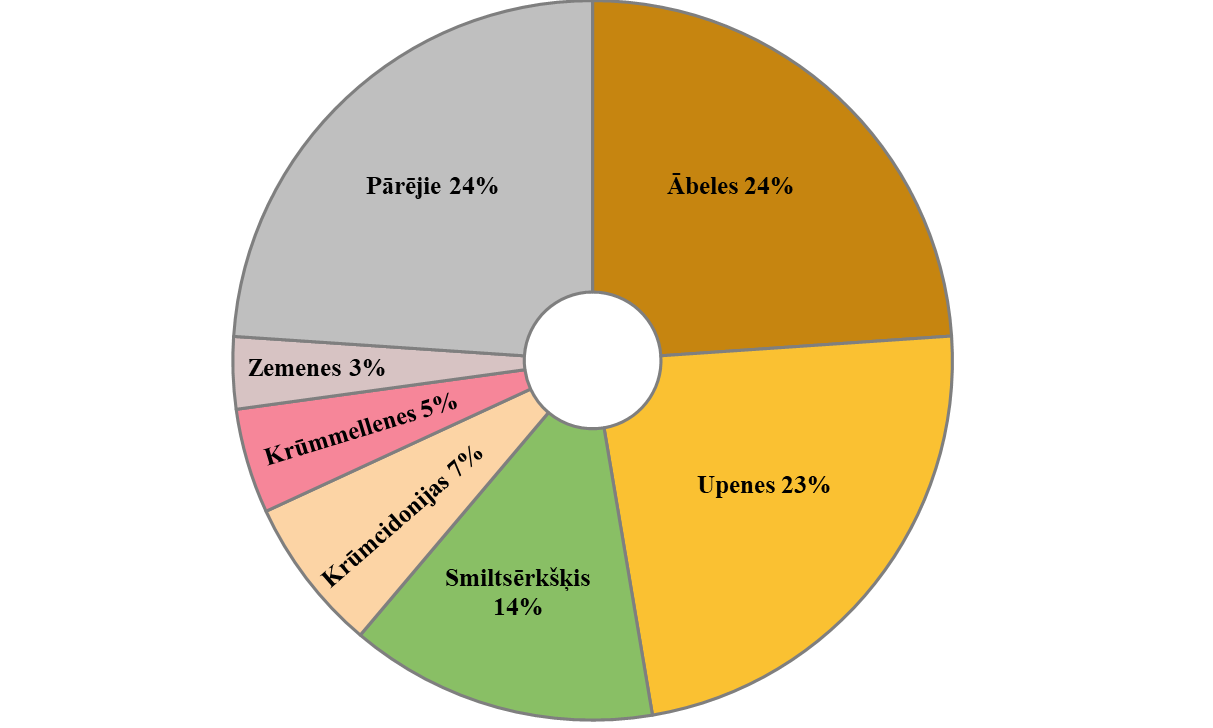 Pārējie 24%
Ābeles 24%
Zemenes 3%
Krūmmellenes 5%
Krūmcidonijas 7%
Upenes 23%
Smiltsērkšķis
14%